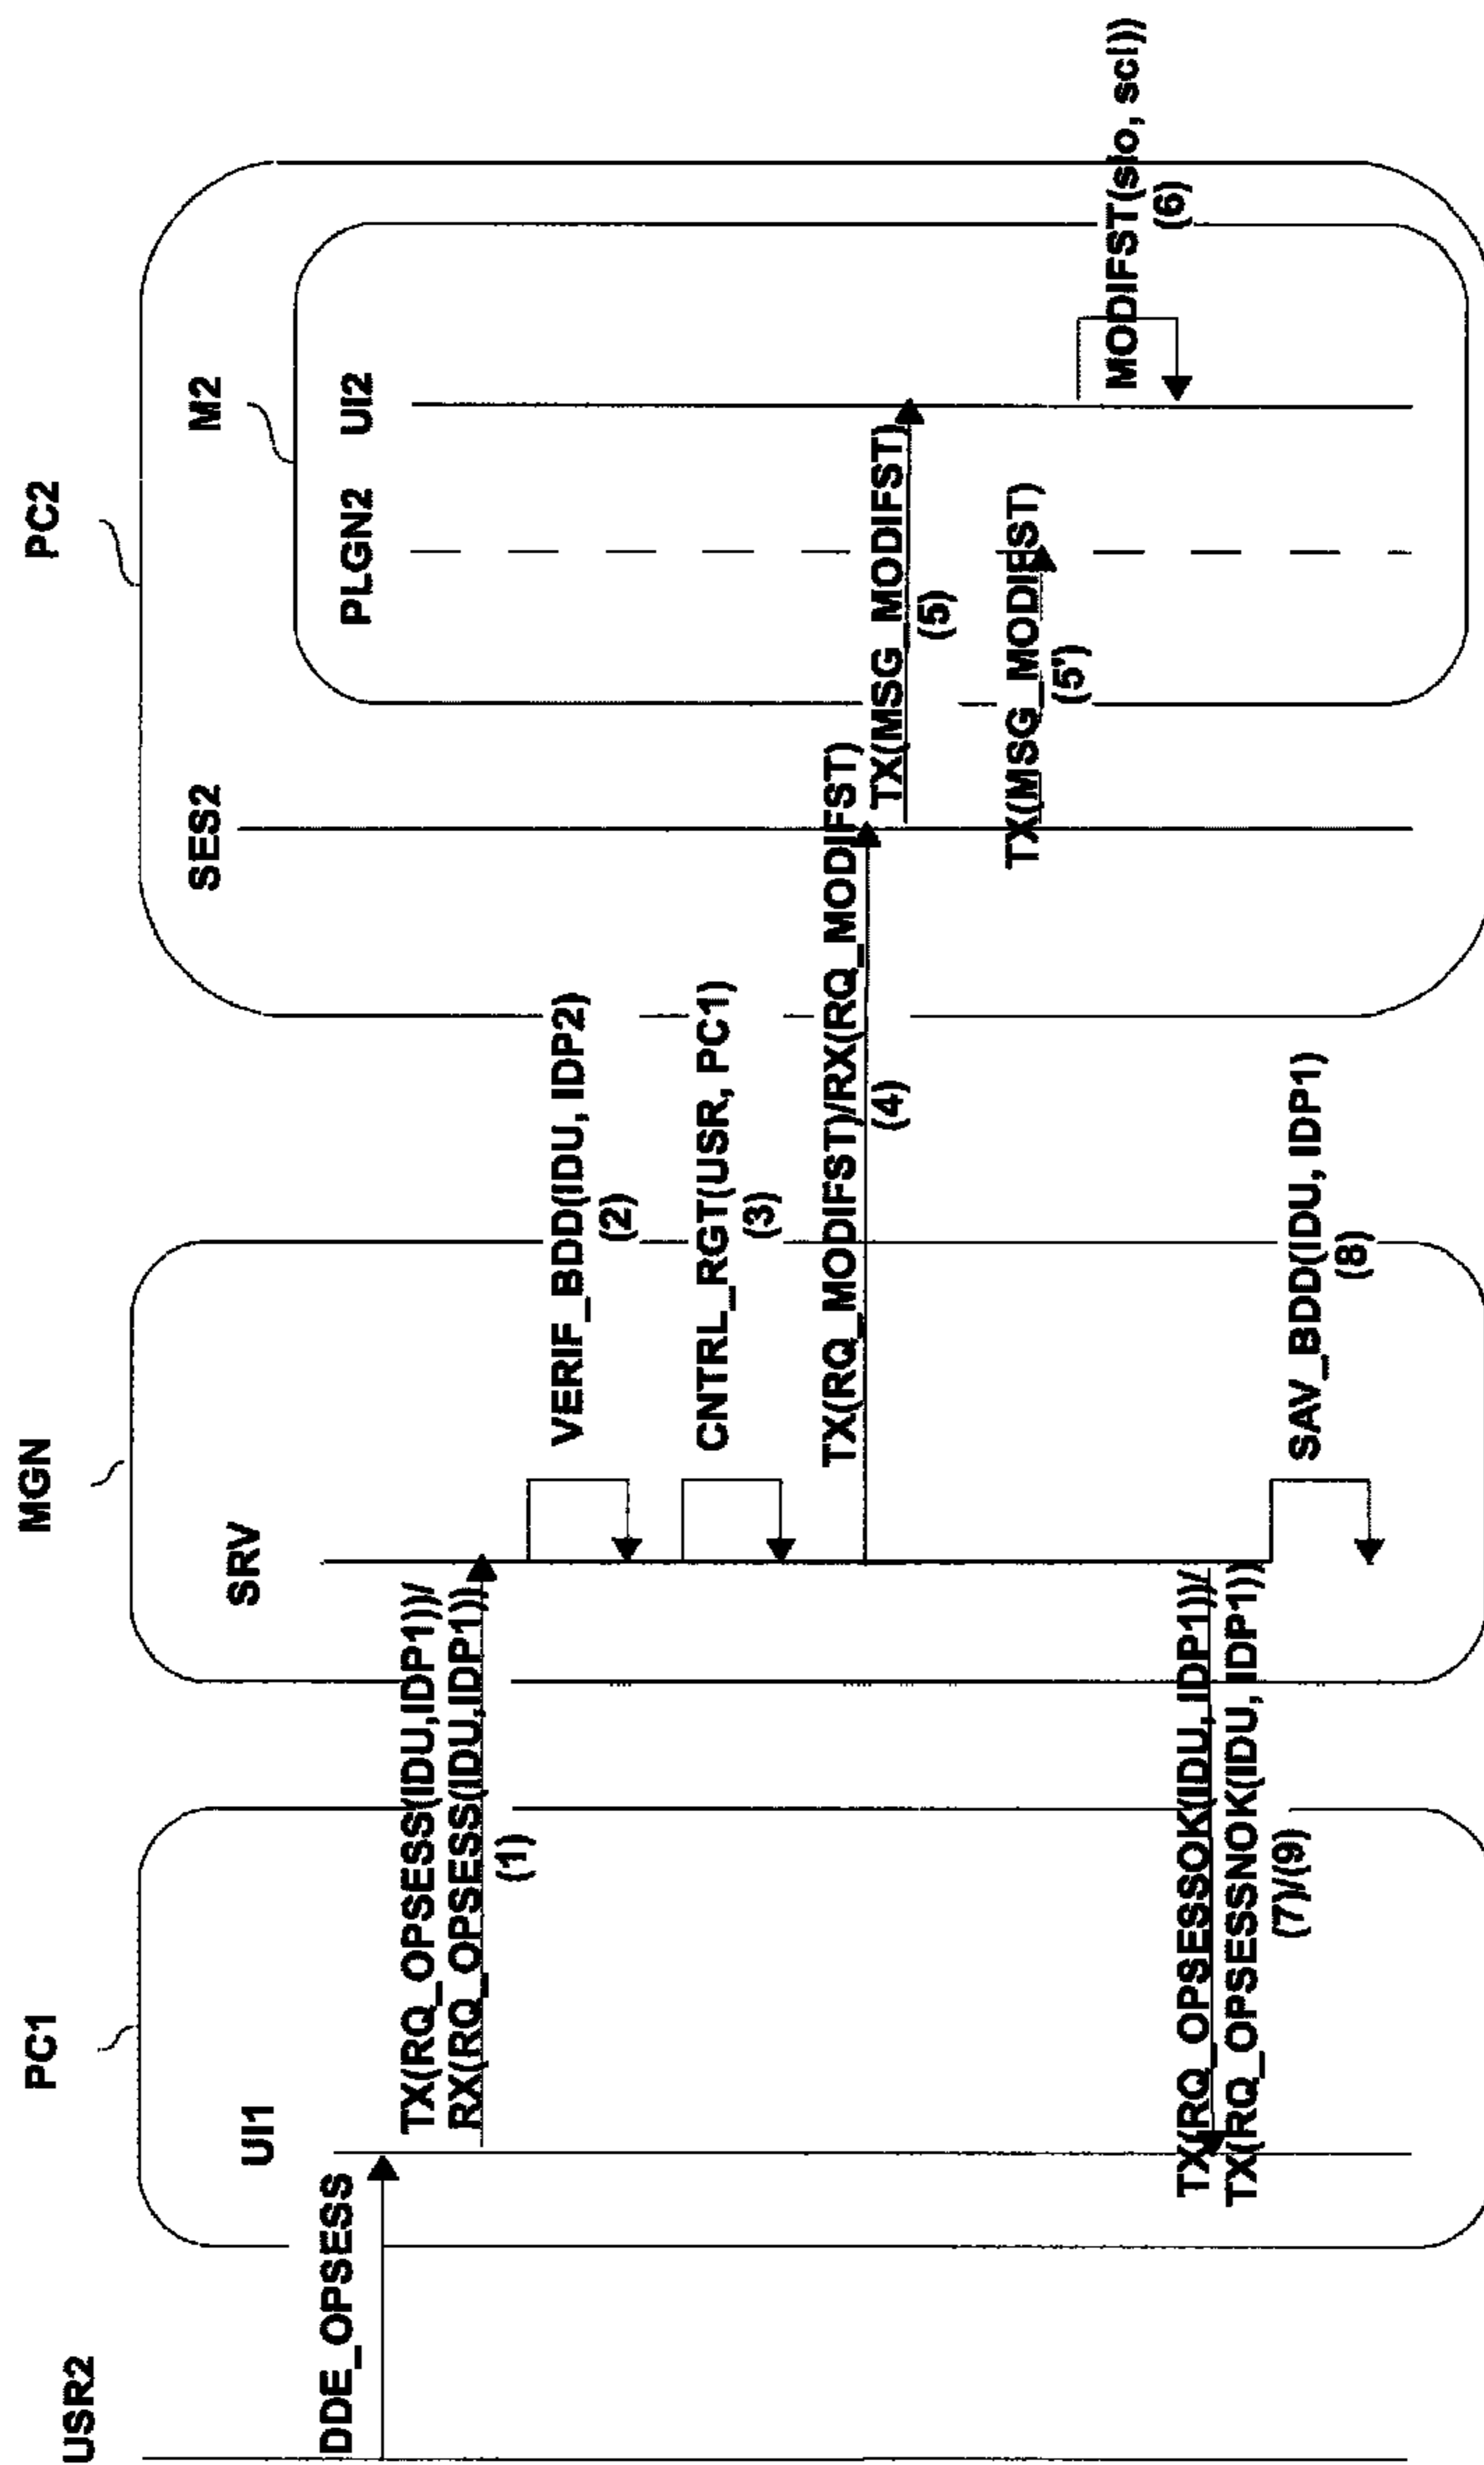 USR2
PC1
MGN
PC2
UI1
SRV
SES2
M2
PLGN2
UI2
DDE_OPSESS
TX(RQ_OPSESS(IDU,IDP1))/
RX(RQ_OPSESS(IDU,IDP1))
(1)
VERIF_BDD(IDU, IDP2)
(2)
CNTRL_RGT(USR, PC1)
(3)
TX(RQ_MODIFST)/RX(RQ_MODIFST)
(4)
TX(MSG_MODIFST)
(5)
TX(MSG_MODIFST)
(5')
MODIFST(sio, scl))
(6)
TX(RQ_OPSESSOK(IDU, IDP1))/
TX(RQ_OPSESSNOK(IDU, IDP1))
(7)/(9)
SAV_BDD(IDU, IDP1)
(8)